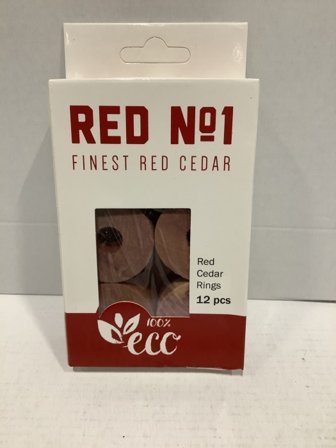 RED Nº1
FINEST RED CEDAR
Red
Cedar
Rings
12 pcs
100%
eco